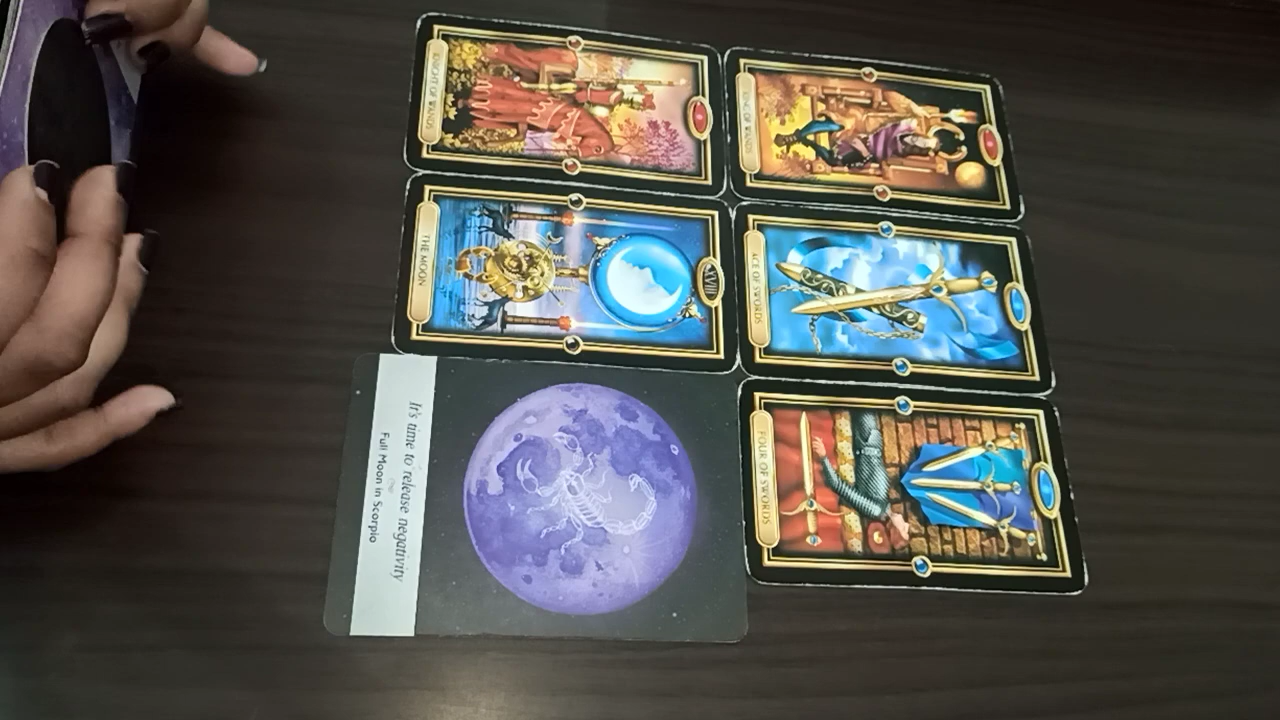 KNIGHT OF WANDS
KING OF WANDS
THE MOON
XVIII
ACE OF SWORDS
It's time to release negativity
Full Moon in Scorpio
FOUR OF SWORDS